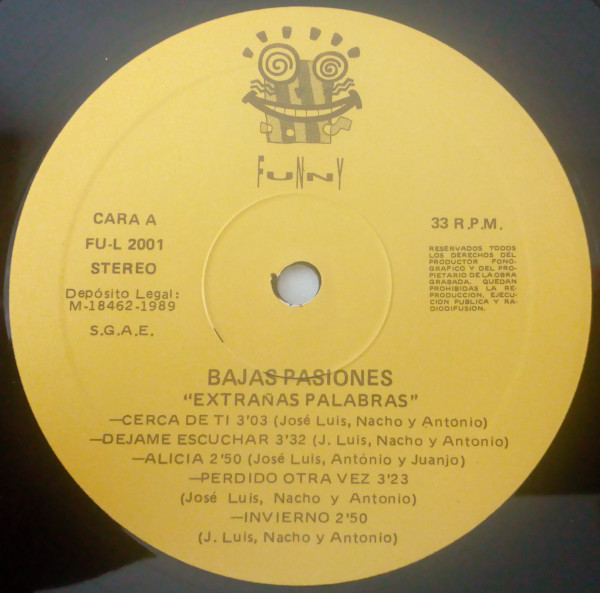 FUNNY
CARA A
FU-L 2001
STEREO
Depósito Legal:
M-18462-1989
S.G.A.E.
33 R.P.M.
RESERVADOS TODOS
LOS DERECHOS DEL
PRODUCTOR FONO-
GRAFICO Y DEL PRO-
PIETARIO DE LA OBRA
GRABADA. QUEDAN
PROHIBIDAS LA RE-
PRODUCCION, EJECU-
CION PUBLICA Y RA-
DIODIFUSION.
BAJAS PASIONES
“EXTRAÑAS PALABRAS”
—CERCA DE TI 3'03 (José Luis, Nacho y Antonio)
—DEJAME ESCUCHAR 3'32 (J. Luis, Nacho y Antonio)
—ALICIA 2'50 (José Luis, António y Juanjo)
—PERDIDO OTRA VEZ 3'23
(José Luis, Nacho y Antonio)
—INVIERNO 2'50
(J. Luis, Nacho y Antonio)